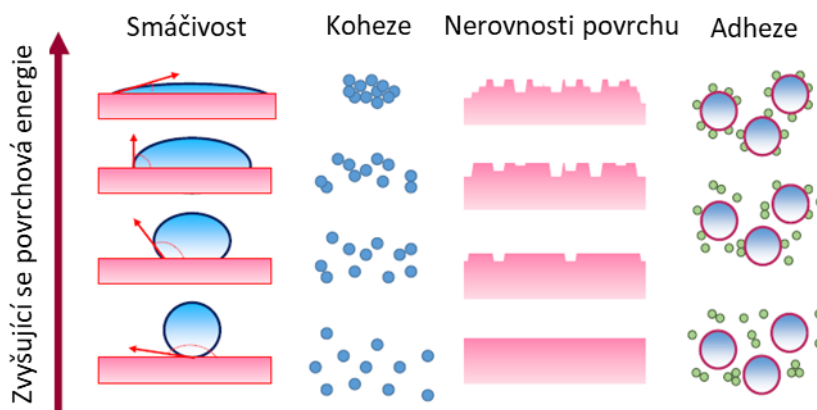 Smáčivost
Koheze
Nerovnosti povrchu
Adheze
Zvyšující se povrchová energie